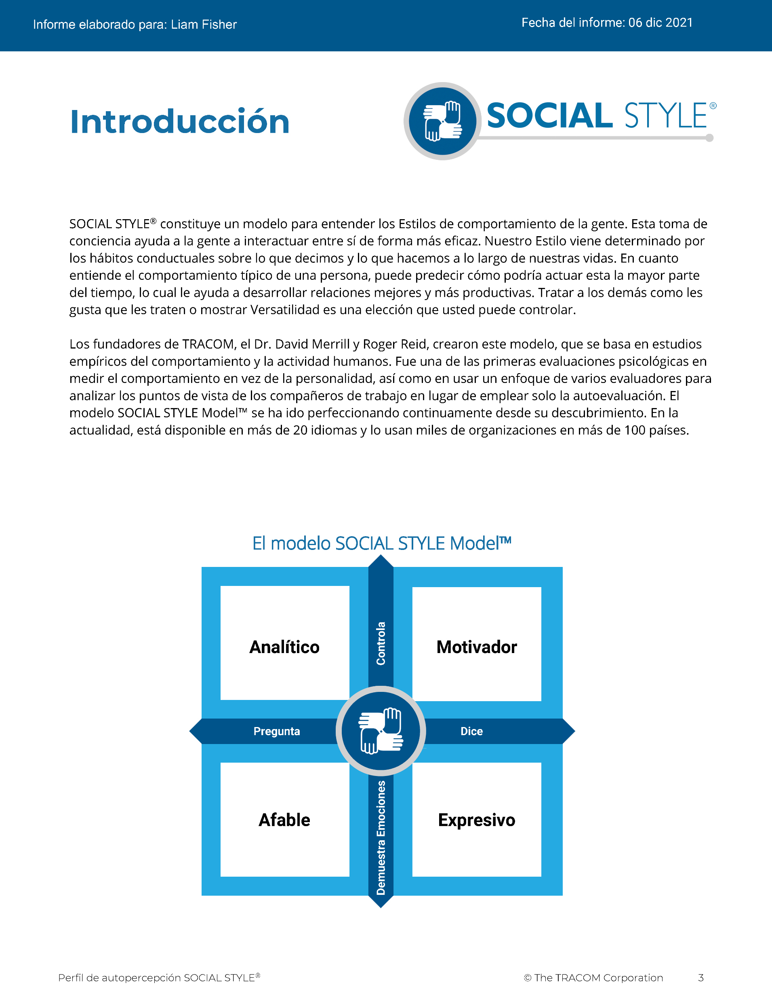 Informe elaborado para: Liam Fisher
Fecha del informe: 06 dic 2021
Introducción
SOCIAL STYLE®
SOCIAL STYLE® constituye un modelo para entender los Estilos de comportamiento de la gente. Esta toma de
conciencia ayuda a la gente a interactuar entre sí de forma más eficaz. Nuestro Estilo viene determinado por
los hábitos conductuales sobre lo que decimos y lo que hacemos a lo largo de nuestras vidas. En cuanto
entiende el comportamiento típico de una persona, puede predecir cómo podría actuar esta la mayor parte
del tiempo, lo cual le ayuda a desarrollar relaciones mejores y más productivas. Tratar a los demás como les
gusta que les traten o mostrar Versatilidad es una elección que usted puede controlar.
Los fundadores de TRACOM, el Dr. David Merrill y Roger Reid, crearon este modelo, que se basa en estudios
empíricos del comportamiento y la actividad humanos. Fue una de las primeras evaluaciones psicológicas en
medir el comportamiento en vez de la personalidad, así como en usar un enfoque de varios evaluadores para
analizar los puntos de vista de los compañeros de trabajo en lugar de emplear solo la autoevaluación. El
modelo SOCIAL STYLE Model™ se ha ido perfeccionando continuamente desde su descubrimiento. En la
actualidad, está disponible en más de 20 idiomas y lo usan miles de organizaciones en más de 100 países.
El modelo SOCIAL STYLE Model™
Controla
Analítico
Motivador
Pregunta
Dice
Afable
Expresivo
Demuestra Emociones
Perfil de autopercepción SOCIAL STYLE®
© The TRACOM Corporation
3